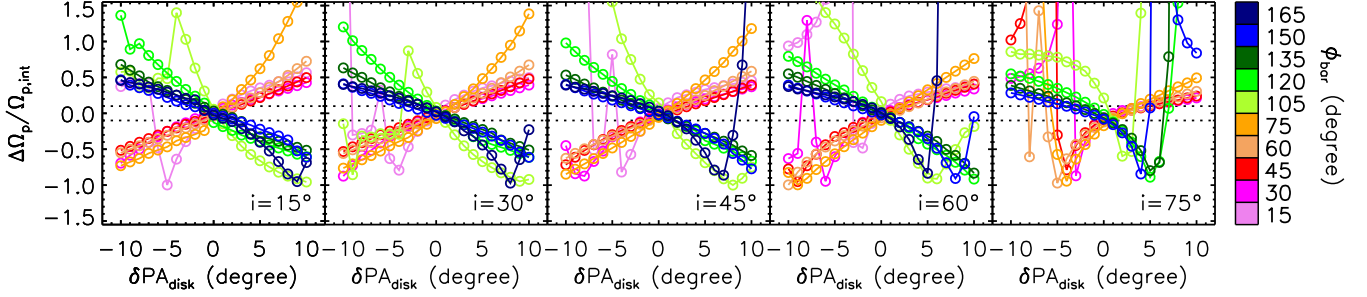 ΔΩp/Ωp,int
1.5
1.0
0.5
0.0
-0.5
-1.0
-1.5
i=15°
i=30°
i=45°
i=60°
i=75°
-10 -5 0 5 10
-10 -5 0 5 10
-10 -5 0 5 10
-10 -5 0 5 10
-10 -5 0 5 10
δPAdisk (degree)
δPAdisk (degree)
δPAdisk (degree)
δPAdisk (degree)
δPAdisk (degree)
165
150
135
120
105
75
60
45
30
15
ϕbar (degree)